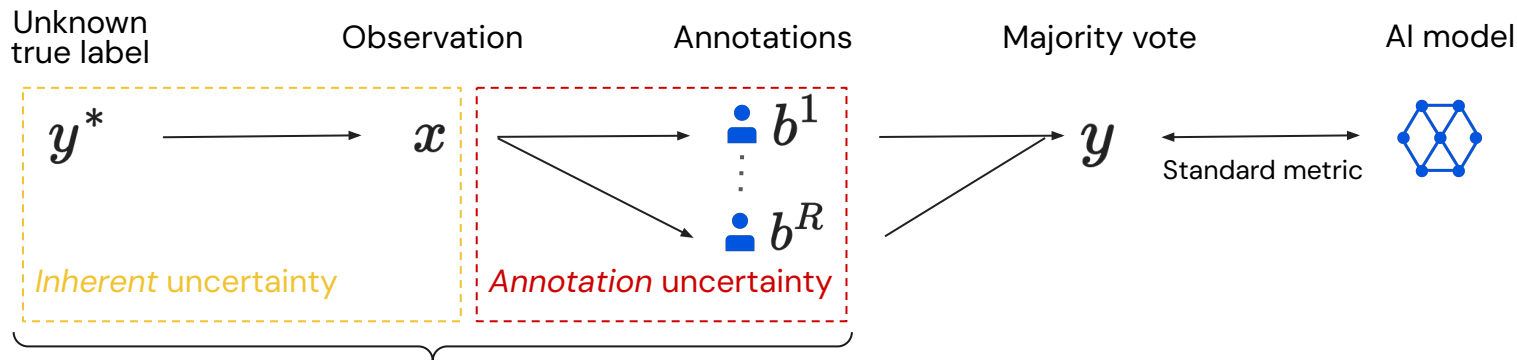 Unknown
true label
Observation
Annotations
Majority vote
AI model
y*
x
b¹
b^R
y
Standard metric
Inherent uncertainty
Annotation uncertainty